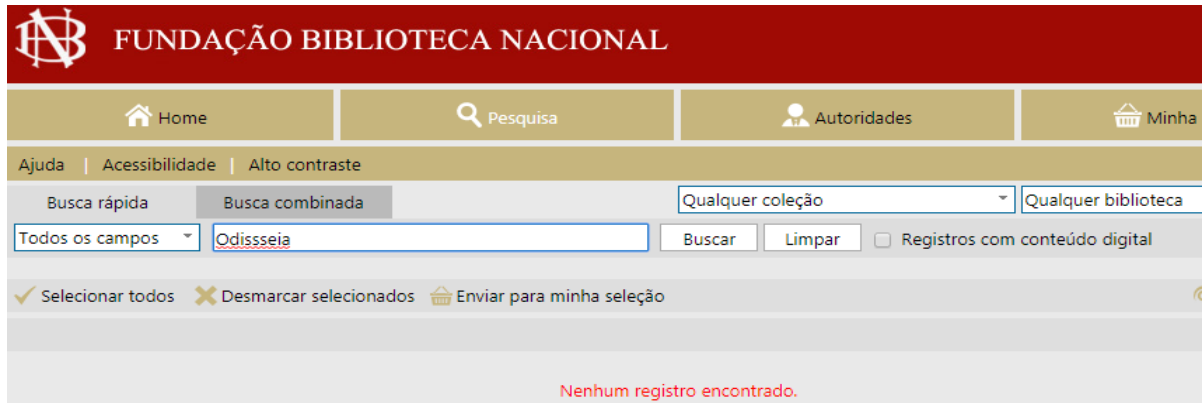 BN FUNDAÇÃO BIBLIOTECA NACIONAL
Home Pesquisa Autoridades Minha
Ajuda | Acessibilidade | Alto contraste
Busca rápida Busca combinada Qualquer coleção Qualquer biblioteca
Todos os campos Odissseia Buscar Limpar Registros com conteúdo digital
Selecionar todos Desmarcar selecionados Enviar para minha seleção
Nenhum registro encontrado.